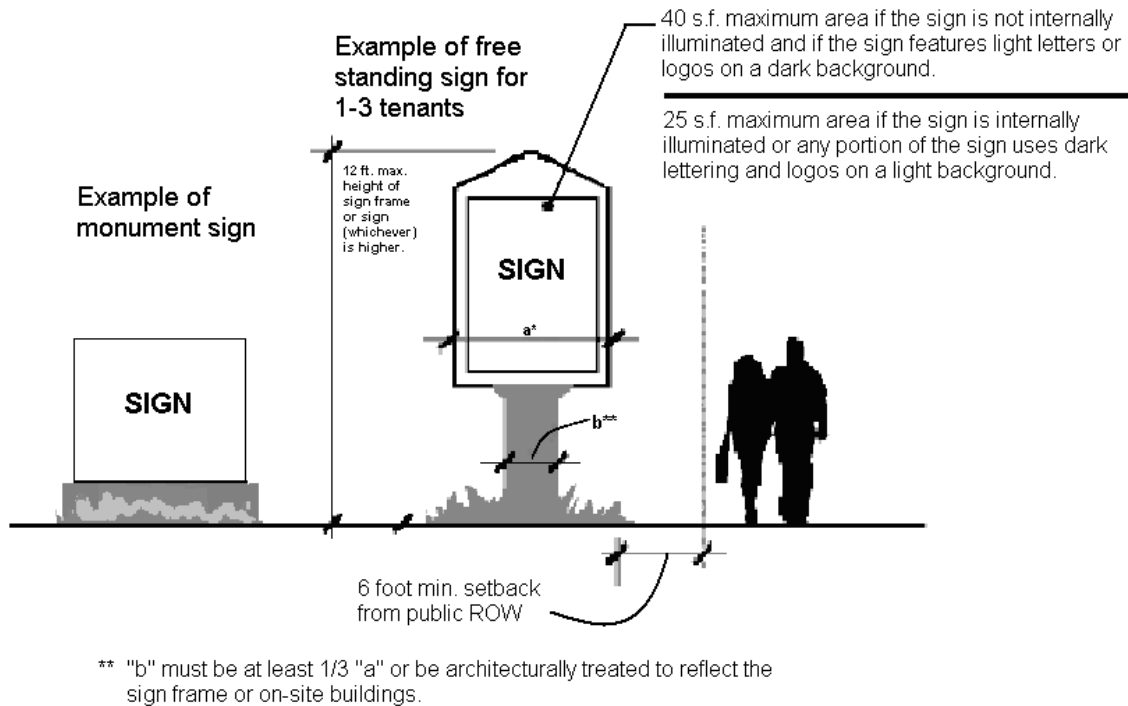 40 s.f. maximum area if the sign is not internally
illuminated and if the sign features light letters or
logos on a dark background.
25 s.f. maximum area if the sign is internally
illuminated or any portion of the sign uses dark
lettering and logos on a light background.
Example of free
standing sign for
1-3 tenants
12 ft. max.
height of
sign frame
or sign
(whichever)
is higher.
Example of
monument sign
SIGN
a*
SIGN
b**
6 foot min. setback
from public ROW
** "b" must be at least 1/3 "a" or be architecturally treated to reflect the
sign frame or on-site buildings.